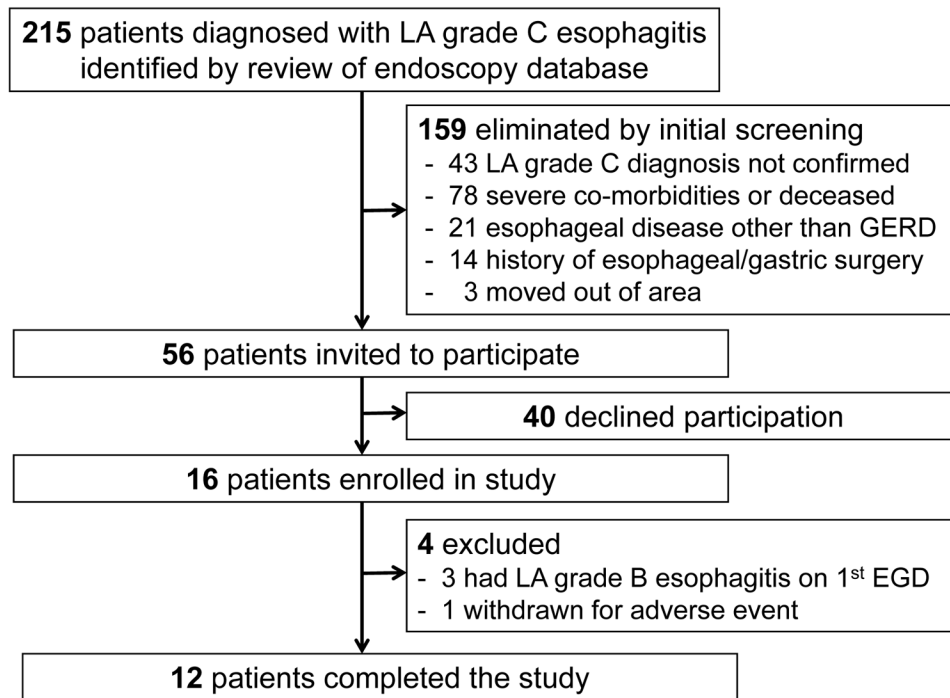 215 patients diagnosed with LA grade C esophagitis
identified by review of endoscopy database
159 eliminated by initial screening
- 43 LA grade C diagnosis not confirmed
- 78 severe co-morbidities or deceased
- 21 esophageal disease other than GERD
- 14 history of esophageal/gastric surgery
- 3 moved out of area
56 patients invited to participate
40 declined participation
16 patients enrolled in study
4 excluded
- 3 had LA grade B esophagitis on 1st EGD
- 1 withdrawn for adverse event
12 patients completed the study